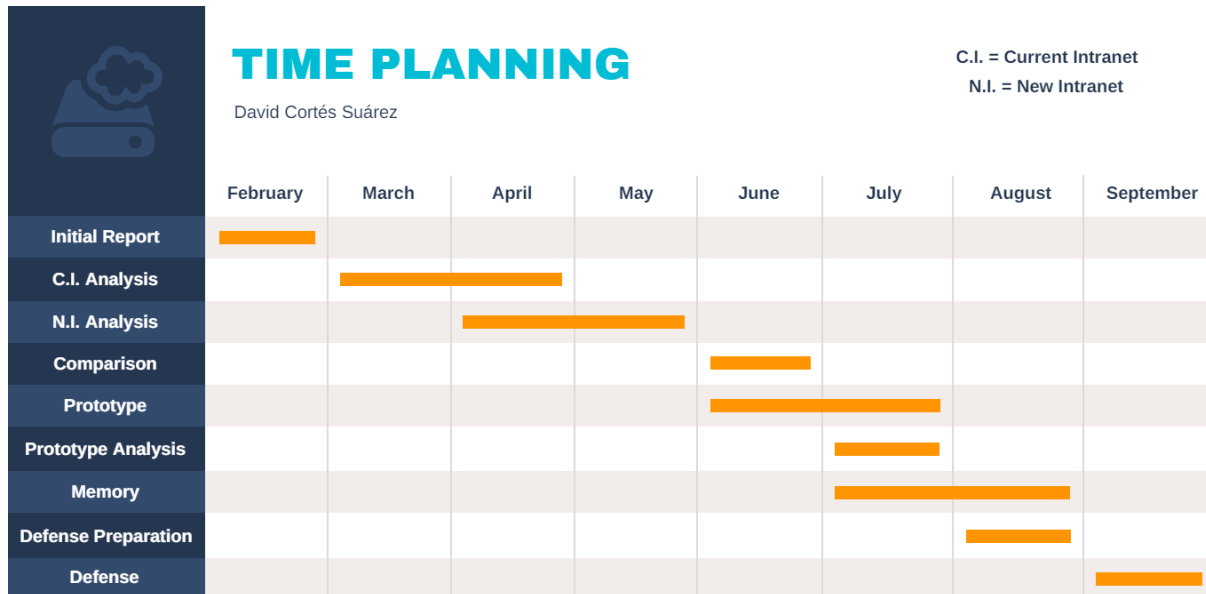 TIME PLANNING
David Cortés Suárez
C.I. = Current Intranet
N.I. = New Intranet
February March April May June July August September
Initial Report
C.I. Analysis
N.I. Analysis
Comparison
Prototype
Prototype Analysis
Memory
Defense Preparation
Defense